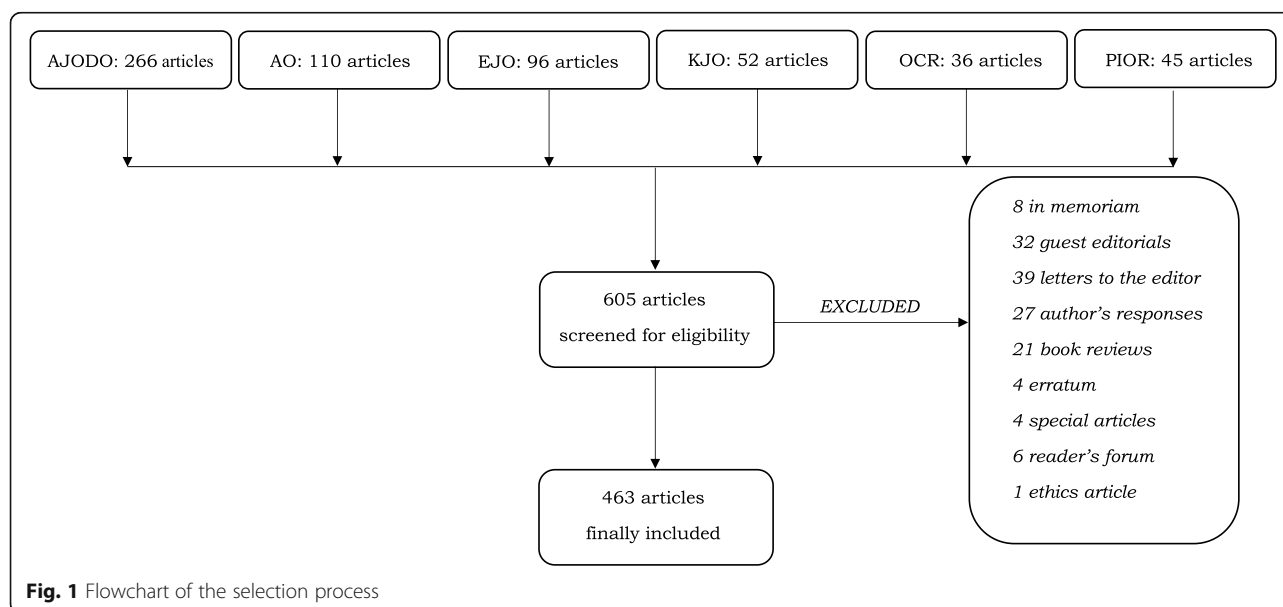 AJODO: 266 articles
AO: 110 articles
EJO: 96 articles
KJO: 52 articles
OCR: 36 articles
PIOR: 45 articles
605 articles
screened for eligibility
EXCLUDED
8 in memoriam
32 guest editorials
39 letters to the editor
27 author's responses
21 book reviews
4 erratum
4 special articles
6 reader's forum
1 ethics article
463 articles
finally included
Fig. 1 Flowchart of the selection process